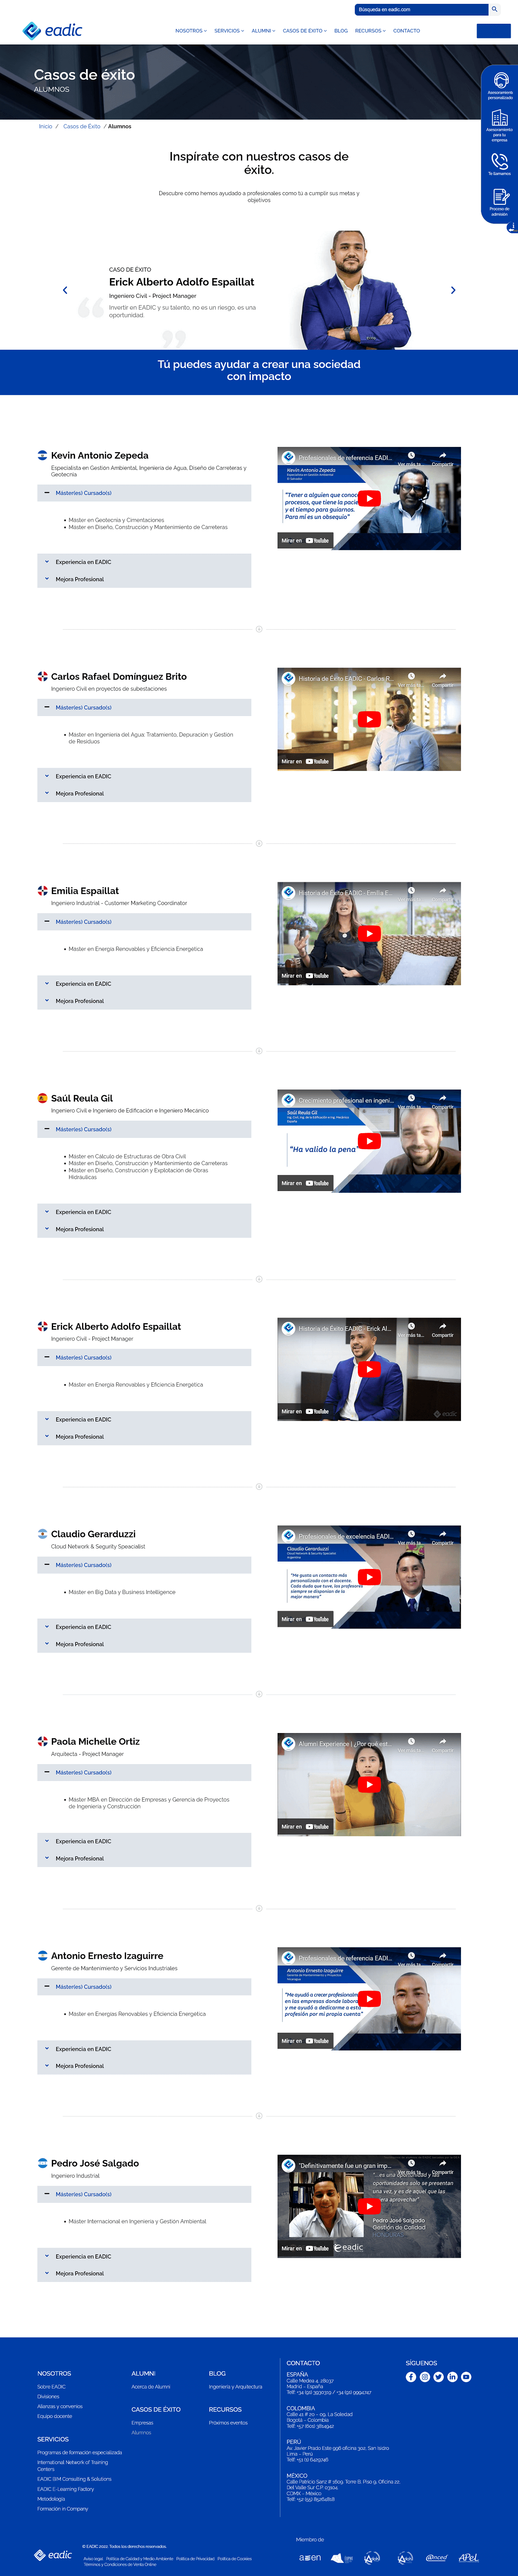 Búsqueda en eadic.com
eadic
NOSOTROS
SERVICIOS
ALUMNI
CASOS DE ÉXITO
BLOG
RECURSOS
CONTACTO
Casos de éxito
ALUMNOS
Asesoramiento
personalizado
Asesoramiento
para tu
empresa
Te llamamos
Proceso de
admisión
Inicio / Casos de Éxito / Alumnos
Inspírate con nuestros casos de
éxito.
Descubre cómo hemos ayudado a profesionales como tú a cumplir sus metas y
objetivos
CASO DE ÉXITO
Erick Alberto Adolfo Espaillat
Ingeniero Civil - Project Manager
Invertir en EADIC y su talento, no es un riesgo, es una
oportunidad.
Tú puedes ayudar a crear una sociedad
con impacto
Kevin Antonio Zepeda
Especialista en Gestión Ambiental, Ingeniería de Agua, Diseño de Carreteras y
Geotecnia
Máster(es) Cursado(s)
Máster en Geotecnia y Cimentaciones
Máster en Diseño, Construcción y Mantenimiento de Carreteras
Experiencia en EADIC
Mejora Profesional
Profesionales de referencia EADI...
Kevin Antonio Zepeda
Ver más ta...
Compartir
"Tener a alguien que conoce
procesos, que tiene la pacien
y el tiempo para guiarnos.
Para mí es un obsequio"
Mirar en YouTube
Carlos Rafael Domínguez Brito
Ingeniero Civil en proyectos de subestaciones
Máster(es) Cursado(s)
Máster en Ingeniería del Agua: Tratamiento, Depuración y Gestión
de Residuos
Experiencia en EADIC
Mejora Profesional
Historia de Éxito EADIC - Carlos R...
Ver más ta...
Compartir
Mirar en YouTube
Emilia Espaillat
Ingeniero Industrial - Customer Marketing Coordinator
Máster(es) Cursado(s)
Máster en Energía Renovables y Eficiencia Energética
Experiencia en EADIC
Mejora Profesional
Historia de Éxito EADIC - Emilia E...
Ver más ta...
Compartir
Mirar en YouTube
Saúl Reula Gil
Ingeniero Civil e Ingeniero de Edificación e Ingeniero Mecánico
Máster(es) Cursado(s)
Máster en Cálculo de Estructuras de Obra Civil
Máster en Diseño, Construcción y Mantenimiento de Carreteras
Máster en Diseño, Construcción y Explotación de Obras
Hidráulicas
Experiencia en EADIC
Mejora Profesional
Crecimiento profesional en ingeni...
Saúl Reula Gil
Ver más ta...
Compartir
"Ha valido la pena"
Mirar en YouTube
Erick Alberto Adolfo Espaillat
Ingeniero Civil - Project Manager
Máster(es) Cursado(s)
Máster en Energía Renovables y Eficiencia Energética
Experiencia en EADIC
Mejora Profesional
Historia de Éxito EADIC - Erick Al...
Ver más ta...
Compartir
Mirar en YouTube
eadic
Claudio Gerarduzzi
Cloud Network & Segurity Speacialist
Máster(es) Cursado(s)
Máster en Big Data y Business Intelligence
Experiencia en EADIC
Mejora Profesional
Profesionales de excelencia EADI...
Claudio Gerarduzzi
Ver más ta...
Compartir
"Me gusta un contacto más
personalizado con el docente.
Cada duda que tuve, los profesores
siempre se disponían de la
mejor manera"
Mirar en YouTube
Paola Michelle Ortiz
Arquitecta - Project Manager
Máster(es) Cursado(s)
Máster MBA en Dirección de Empresas y Gerencia de Proyectos
de Ingeniería y Construcción
Experiencia en EADIC
Mejora Profesional
Alumni Experience | ¿Por qué est...
Ver más ta...
Compartir
Mirar en YouTube
Antonio Ernesto Izaguirre
Gerente de Mantenimiento y Servicios Industriales
Máster(es) Cursado(s)
Máster en Energías Renovables y Eficiencia Energética
Experiencia en EADIC
Mejora Profesional
Profesionales de referencia EADI...
Antonio Ernesto Izaguirre
Ver más ta...
Compartir
"Me ayudó a crecer profesionalm
en las empresas donde laboraba
y me ayudó a dedicarme a esta
profesión por mi propia cuenta"
Mirar en YouTube
Pedro José Salgado
Ingeniero Industrial
Máster(es) Cursado(s)
Máster Internacional en Ingeniería y Gestión Ambiental
Experiencia en EADIC
Mejora Profesional
"Definitivamente fue un gran imp...
Ver más ta...
Compartir
"...es una oportunidad y las
oportunidades solo se presentan
una vez, y es de aquel que las
quiera aprovechar"
Pedro José Salgado
Gestión de Calidad
Mirar en YouTube
eadic
NOSOTROS
Sobre EADIC
Divisiones
Alianzas y convenios
Equipo docente
SERVICIOS
Programas de formación especializada
International Network of Training
Centers
EADIC BIM Consulting & Solutions
EADIC E-Learning Factory
Metodología
Formación in Company
ALUMNI
Acerca de Alumni
CASOS DE ÉXITO
Empresas
Alumnos
BLOG
Ingeniería y Arquitectura
RECURSOS
Próximos eventos
CONTACTO
ESPAÑA
Calle Medea 4, 28037
Madrid – España
Telf: +34 (91) 3930319 / +34 (91) 9994747
COLOMBIA
Calle 41 # 20 - 09, La Soledad
Bogotá – Colombia
Telf: +57 (601) 3814942
PERÚ
Av. Javier Prado Este 996 oficina 302, San Isidro
Lima – Perú
Telf: +51 (1) 6429746
MÉXICO
Calle Patricio Sanz # 1609. Torre B, Piso 9, Oficina 22.
Del Valle Sur C.P 03104
CDMX - México
SÍGUENOS
eadic
© EADIC 2022. Todos los derechos reservados
Aviso legal
Política de Calidad y Medio Ambiente
Política de Privacidad
Política de Cookies
Términos y Condiciones de Venta Online
Miembro de
anced
APeL